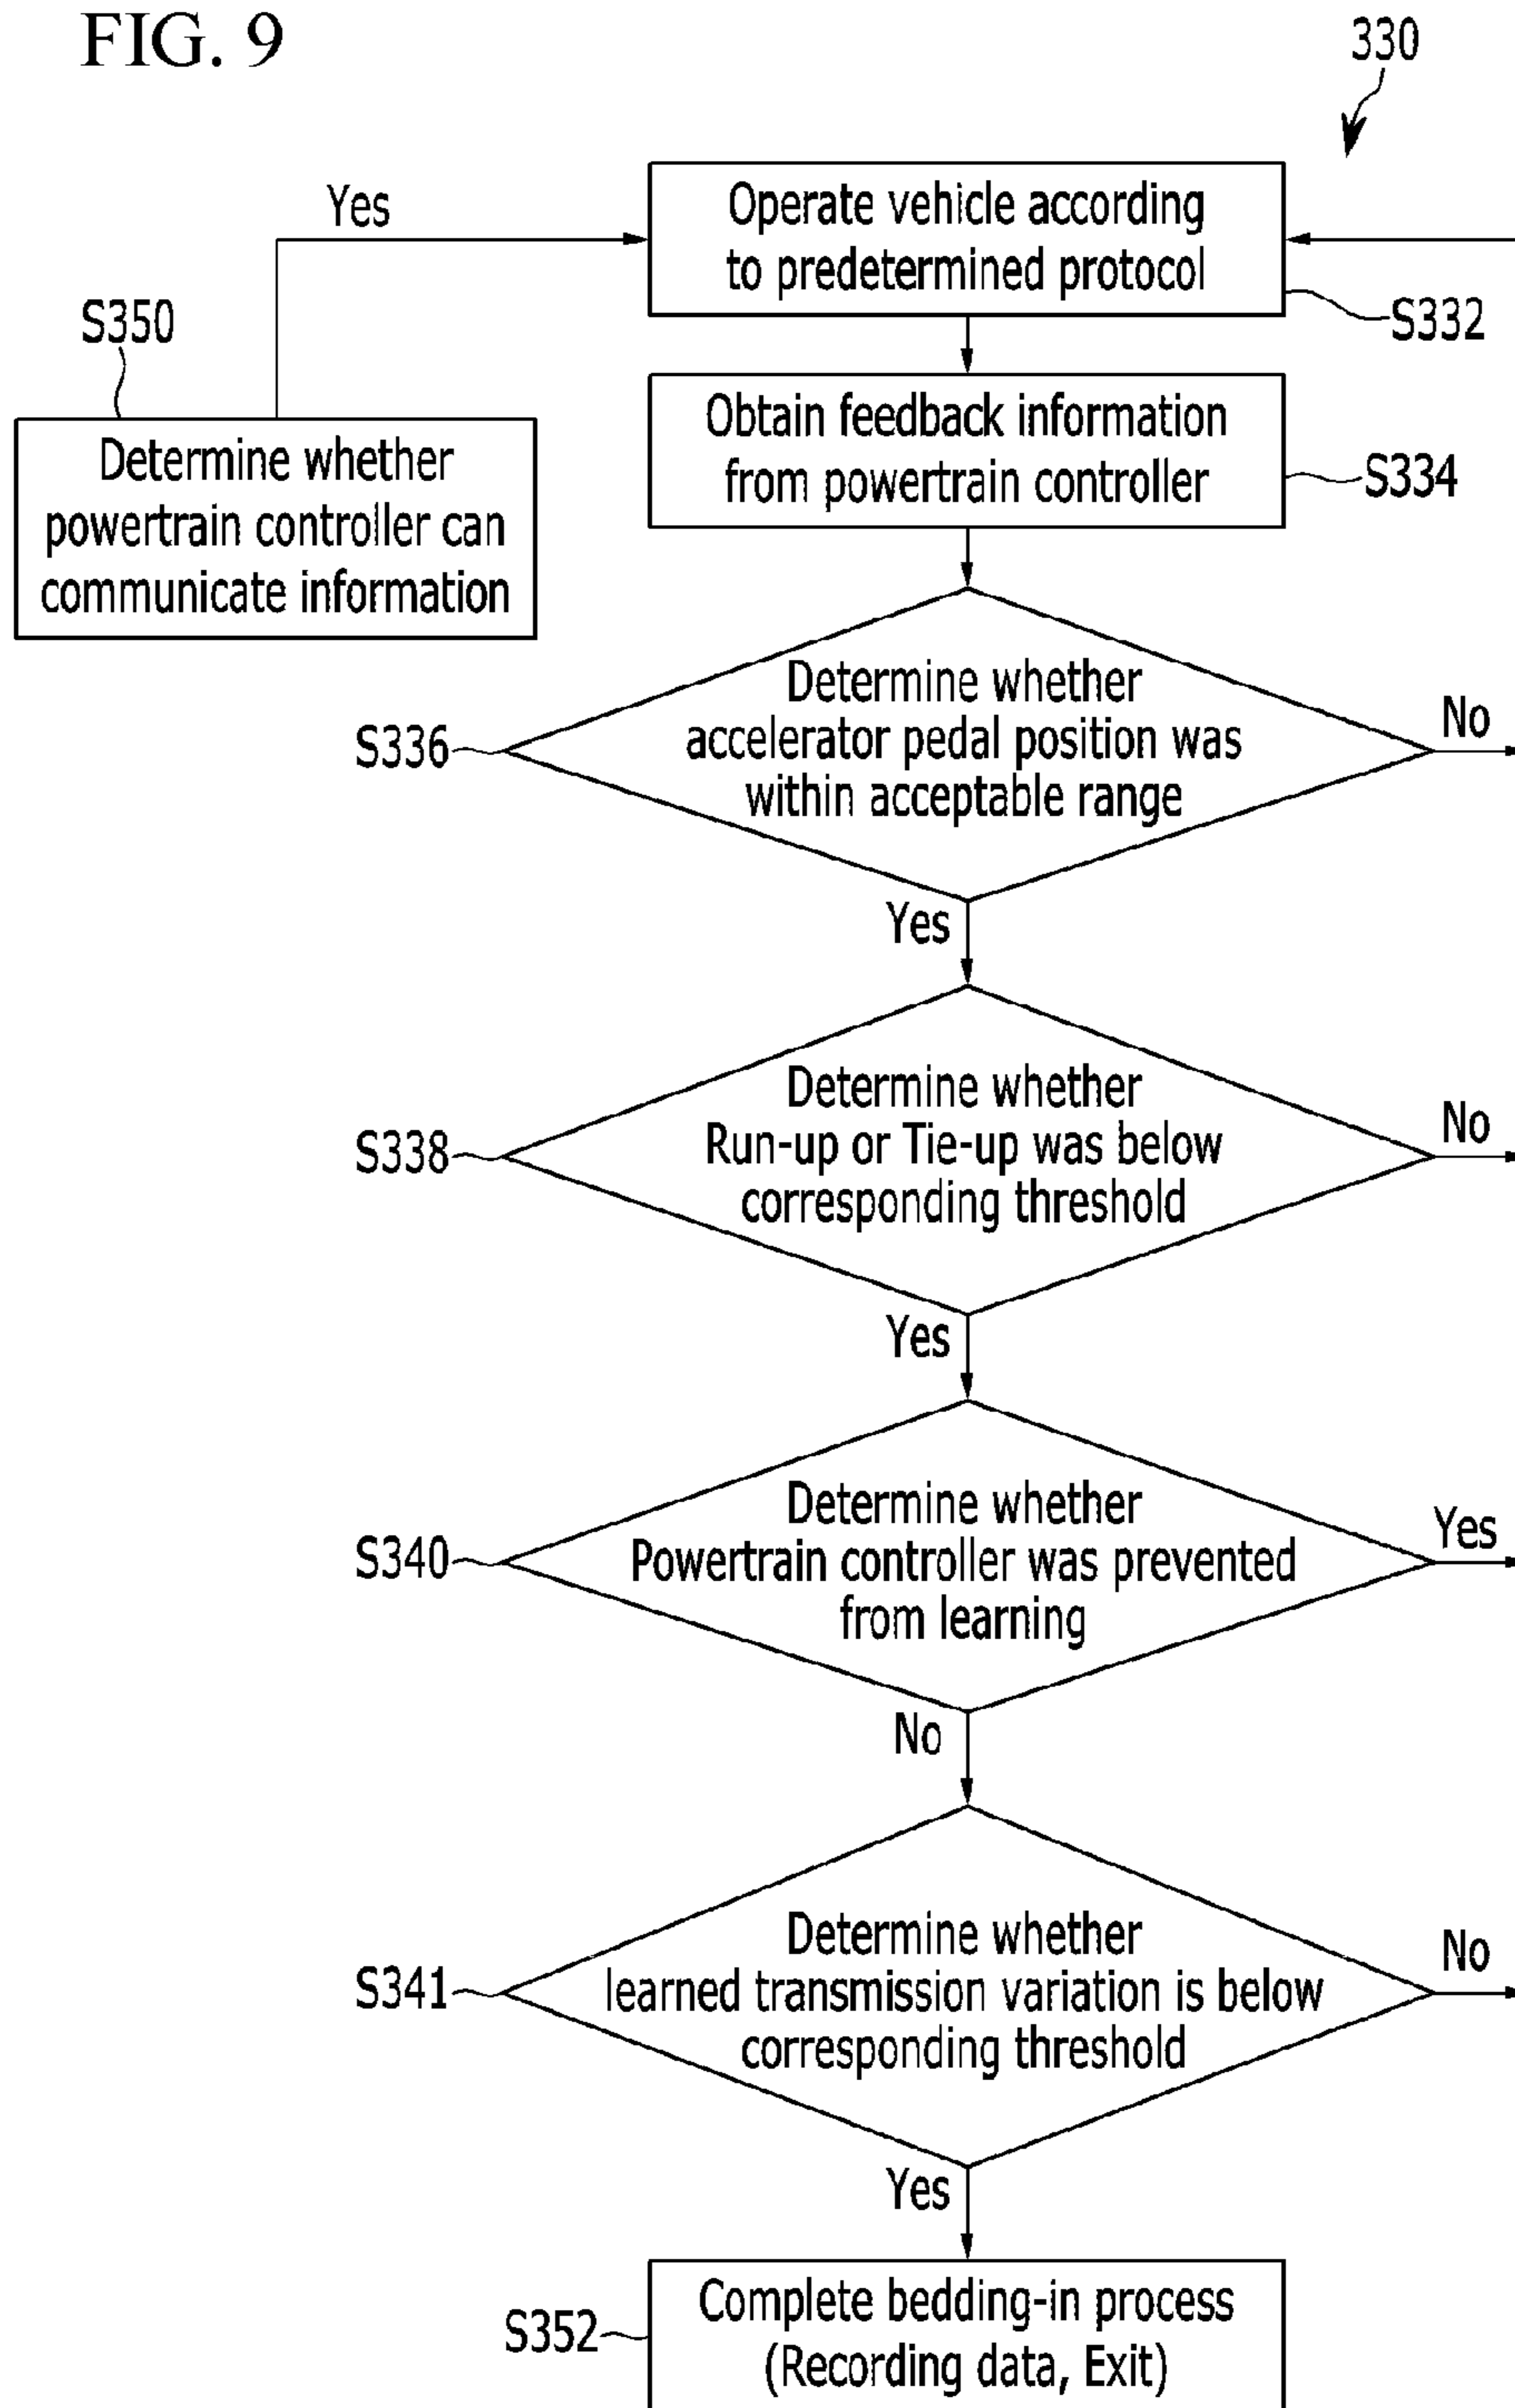 FIG. 9
330
Yes
Operate vehicle according
to predetermined protocol
S332
S350
Determine whether
powertrain controller can
communicate information
Obtain feedback information
from powertrain controller
S334
Determine whether
accelerator pedal position was
within acceptable range
S336
No
Yes
Determine whether
Run-up or Tie-up was below
corresponding threshold
S338
No
Yes
Determine whether
Powertrain controller was prevented
from learning
S340
Yes
No
Determine whether
learned transmission variation is below
corresponding threshold
S341
No
Yes
Complete bedding-in process
(Recording data, Exit)
S352